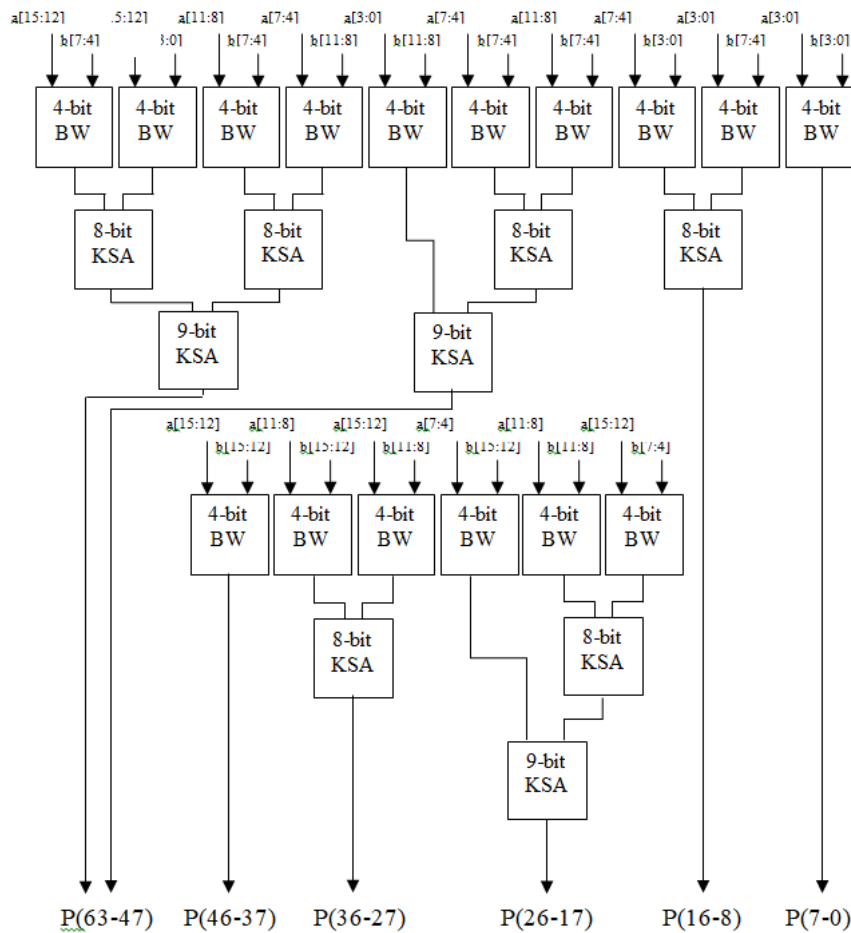 a[15:12] .5:12] a[11:8] a[7:4] a[3:0] a[7:4] a[11:8] a[7:4] a[3:0] a[3:0]
b[7:4] 3:0] b[7:4] b[11:8] b[11:8] b[7:4] b[7:4] b[3:0] b[7:4] b[3:0]
4-bit 4-bit 4-bit 4-bit 4-bit 4-bit 4-bit 4-bit 4-bit 4-bit
BW BW BW BW BW BW BW BW BW BW
8-bit 8-bit 8-bit 8-bit
KSA KSA KSA KSA
9-bit 9-bit
KSA KSA
a[15:12] a[11:8] a[15:12] a[7:4] a[11:8] a[15:12]
b[15:12] b[15:12] b[11:8] b[15:12] b[11:8] b[7:4]
4-bit 4-bit 4-bit 4-bit 4-bit 4-bit
BW BW BW BW BW BW
8-bit 8-bit
KSA KSA
9-bit
KSA
P(63-47) P(46-37) P(36-27) P(26-17) P(16-8) P(7-0)